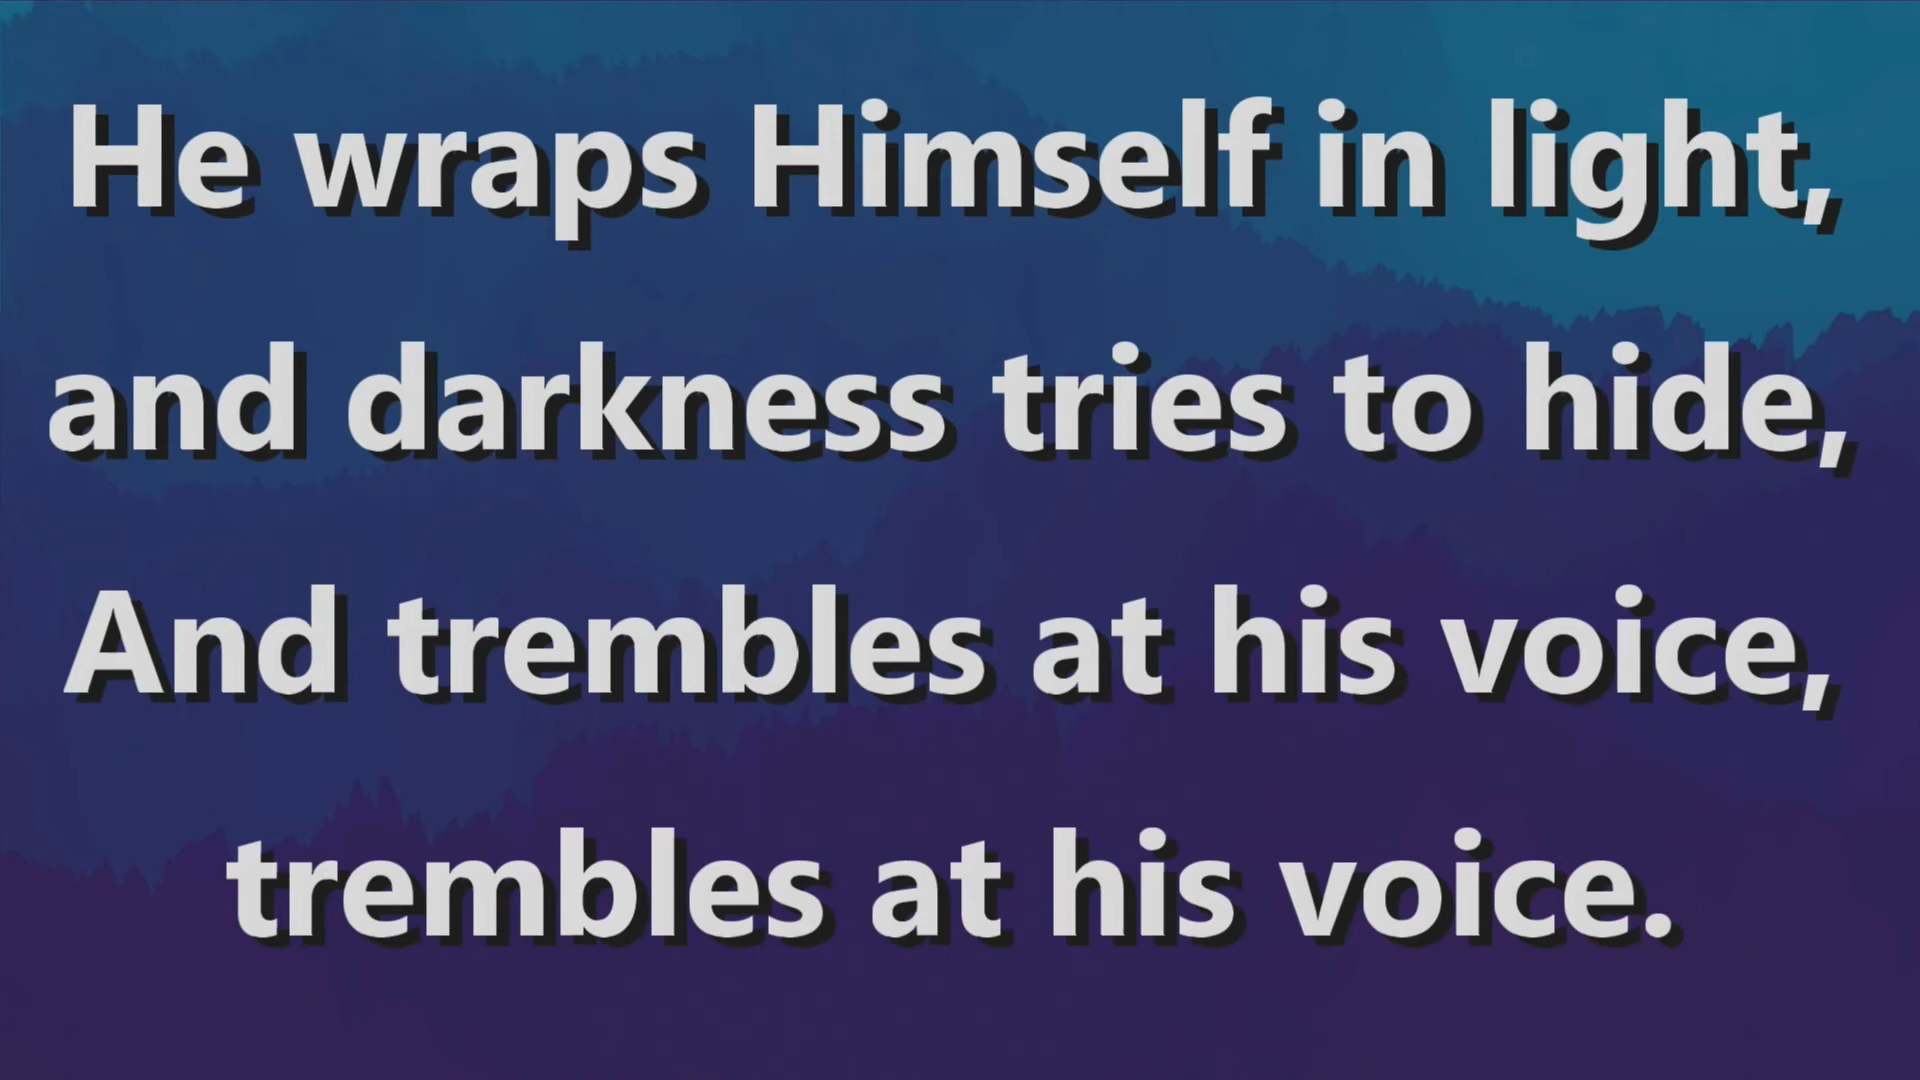 He wraps Himself in light,
and darkness tries to hide,
And trembles at his voice,
trembles at his voice.